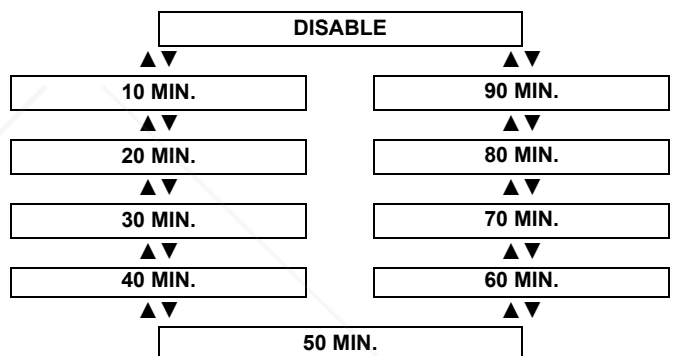 DISABLE
▲▼ ▲▼
10 MIN. 90 MIN.
▲▼ ▲▼
20 MIN. 80 MIN.
▲▼ ▲▼
30 MIN. 70 MIN.
▲▼ ▲▼
40 MIN. 60 MIN.
▲▼ ▲▼
50 MIN.